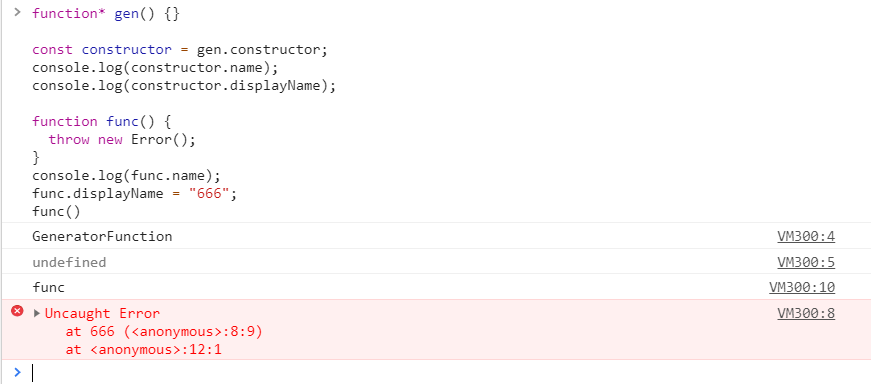 > function* gen() {}
const constructor = gen.constructor;
console.log(constructor.name);
console.log(constructor.displayName);
function func() {
  throw new Error();
}
console.log(func.name);
func.displayName = "666";
func()
GeneratorFunction VM300:4
undefined VM300:5
func VM300:10
Uncaught Error VM300:8
    at 666 (<anonymous>:8:9)
    at <anonymous>:12:1
>